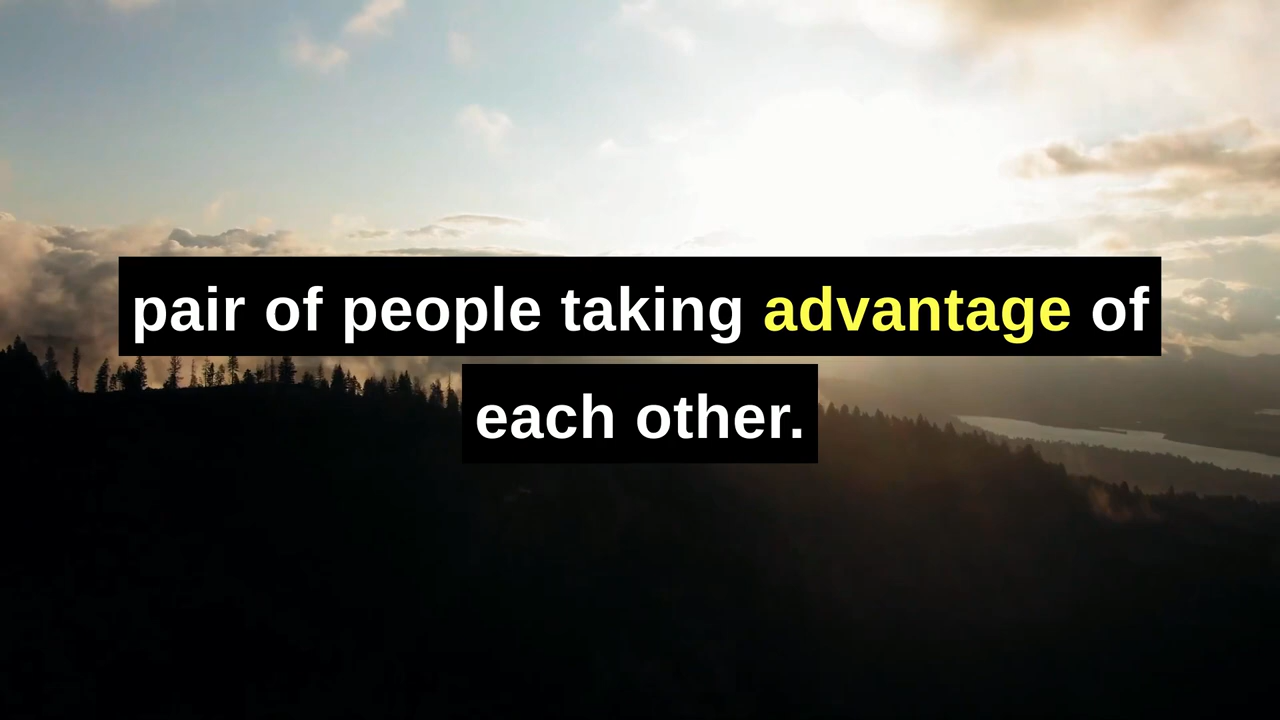 pair of people taking advantage of
each other.